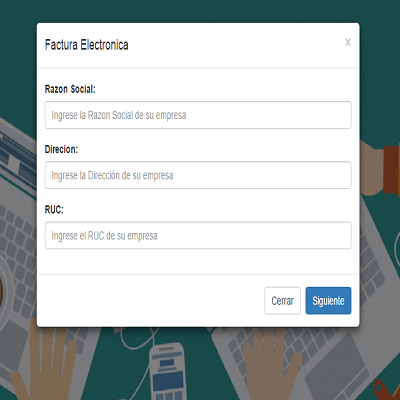 Factura Electronica
×
Razon Social:
Ingrese la Razon Social de su empresa
Direcion:
Ingrese la Dirección de su empresa
RUC:
Ingrese el RUC de su empresa
Cerrar Siguiente